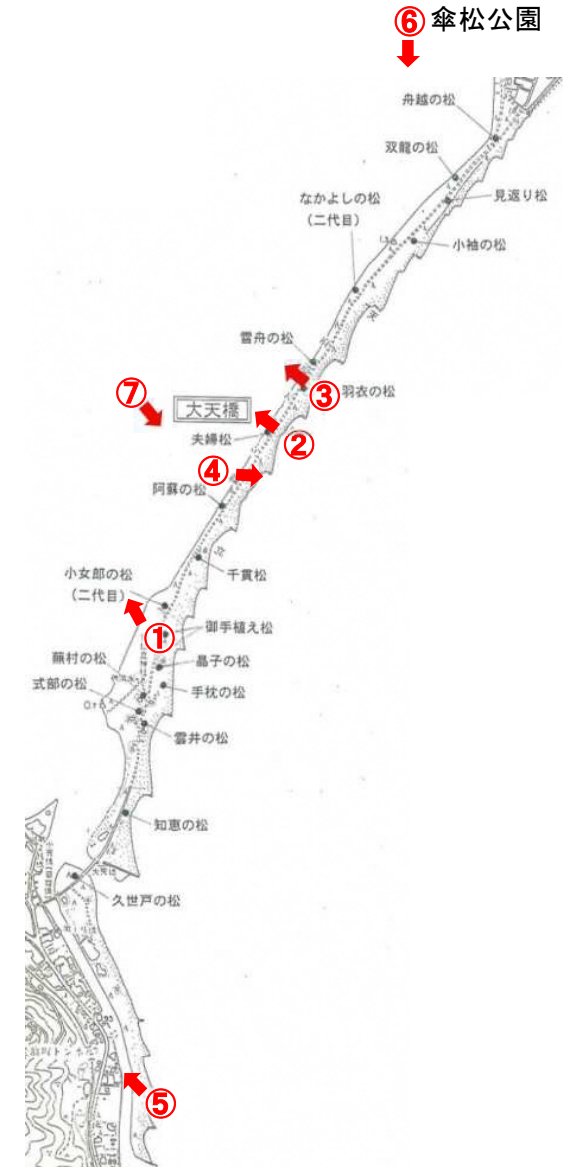 ⑥傘松公園
舟越の松
双龍の松
なかよしの松
(二代目)
見返り松
小袖の松
雪舟の松
天
③
羽衣の松
⑦
大天橋
夫婦松
②
④
阿蘇の松
立
千貫松
小女郎の松
(二代目)
①
御手植え松
蕪村の松
晶子の松
式部の松
手枕の松
雲井の松
知恵の松
久世戸の松
⑤